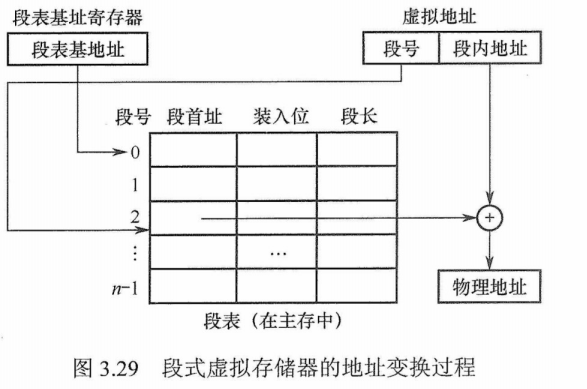 段表基址寄存器
虚拟地址
段表基地址
段号 段内地址
段号 段首址 装入位 段长
0
1
2
+
⋮ …
n-1
物理地址
段表（在主存中）
图 3.29 段式虚拟存储器的地址变换过程